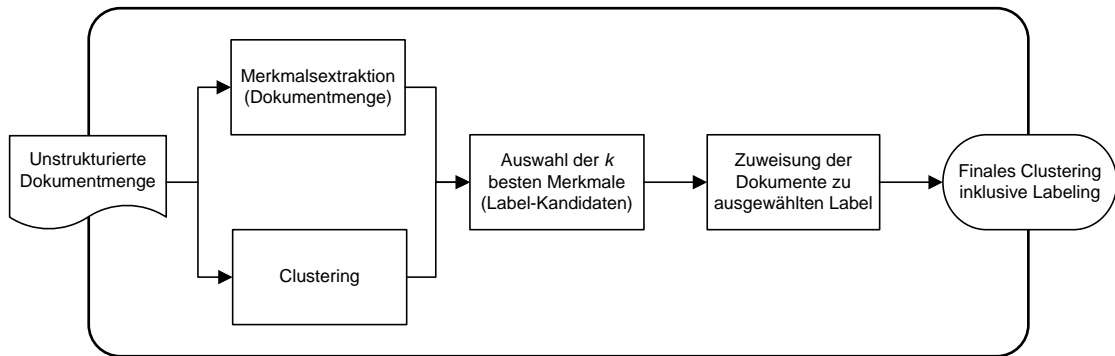 Unstrukturierte
Dokumentmenge
Merkmalsextraktion
(Dokumentmenge)
Clustering
Auswahl der k
besten Merkmale
(Label-Kandidaten)
Zuweisung der
Dokumente zu
ausgewählten Label
Finales Clustering
inklusive Labeling